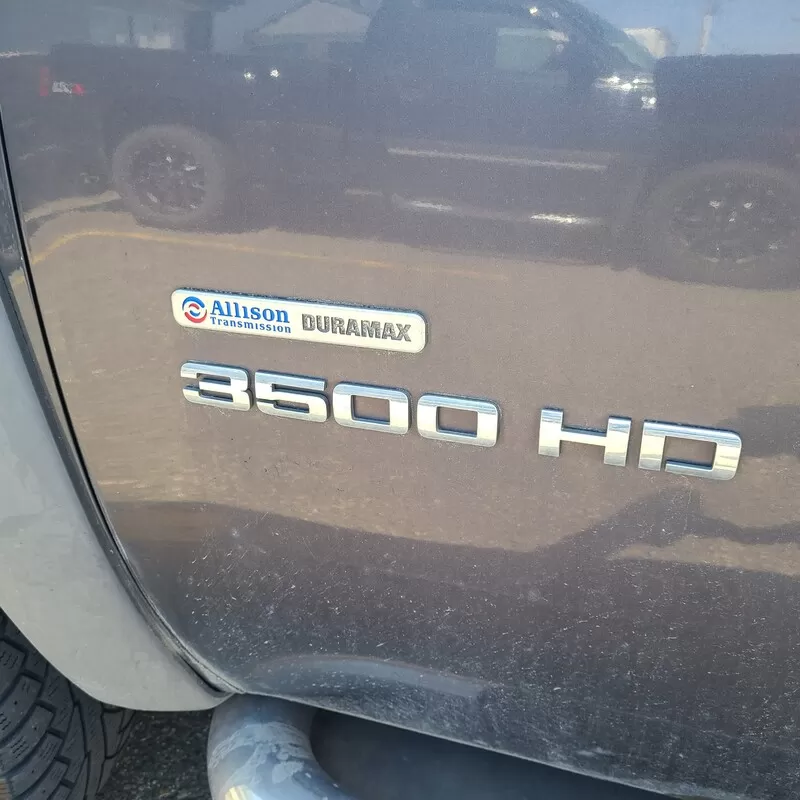 Allison
Transmission DURAMAX
3500 HD